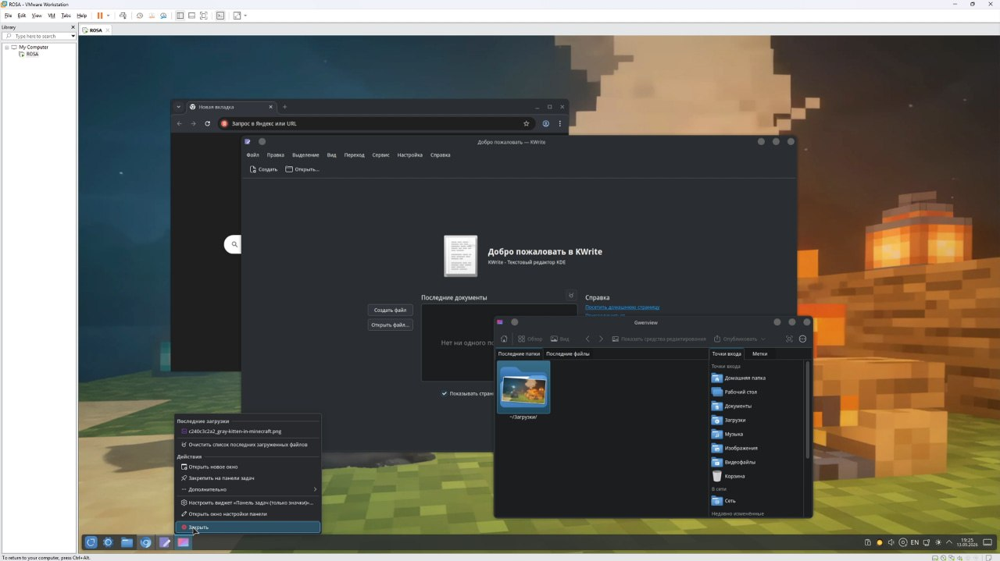 ROSA - VMware Workstation
File Edit View VM Tabs Help
Library
Type here to search
My Computer
ROSA
ROSA
Новая вкладка
Запрос в Яндекс или URL
Добро пожаловать — KWrite
Файл Правка Выделение Вид Переход Сервис Настройка Справка
Создать Открыть...
Добро пожаловать в KWrite
KWrite - Текстовый редактор KDE
Последние документы
Справка
Создать файл
Посетить домашнюю страницу
Открыть файл...
Нет ни одного
Показывать
Gwenview
Обзор Вид Показать средства редактирования Опубликовать
Последние папки Последние файлы
Точки входа Метки
Точки входа
Домашняя папка
Рабочий стол
Документы
Загрузки
Музыка
Изображения
Видеофайлы
Корзина
В сети
Сеть
Недавно изменённые
~/Загрузки/
Последние загрузки
c240c3c2a2_gray-kitten-in-minecraft.png
Очистить список последних загруженных файлов
Действия
Открыть новое окно
Закрепить на панели задач
Дополнительно
Настроить виджет «Панель задач (только значки)»...
Открыть окно настройки панели
Закрыть
EN
19:25
13.09.2026
To return to your computer, press Ctrl+Alt.